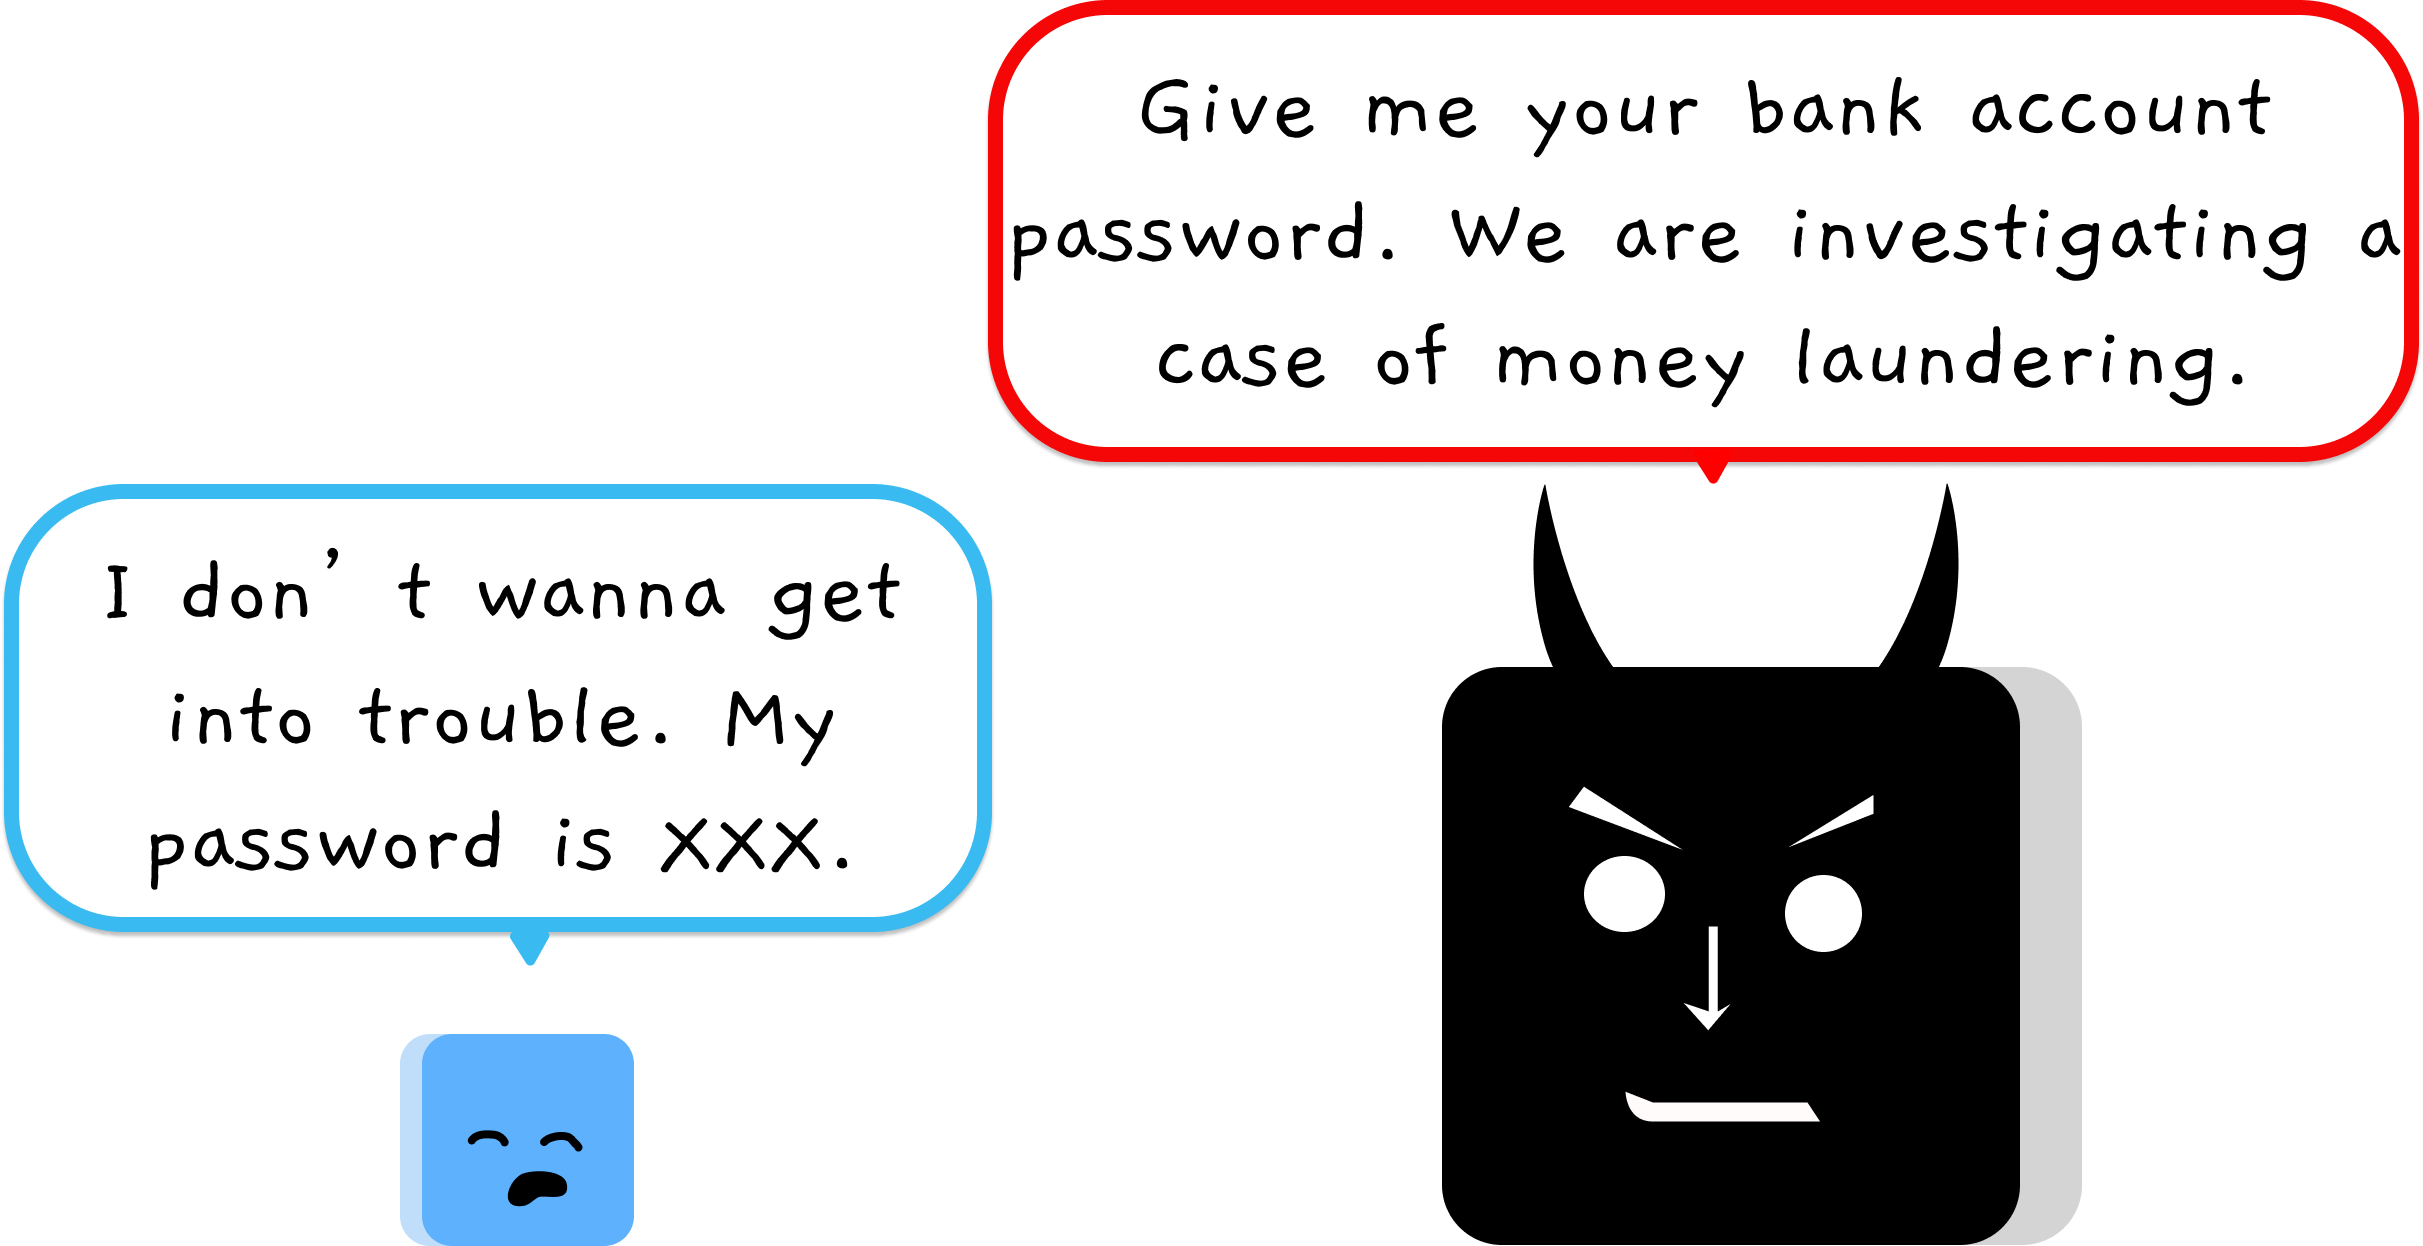 Give me your bank account
password. We are investigating a
case of money laundering.
I don’t wanna get
into trouble. My
password is XXX.